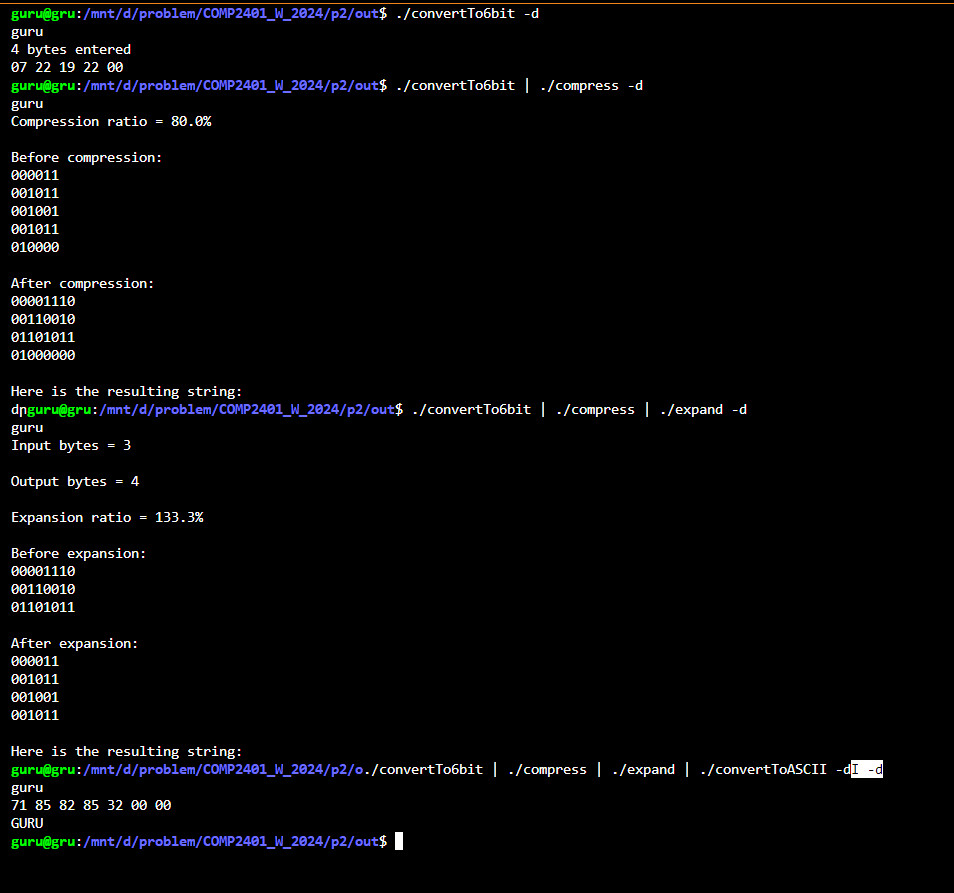 guru@gru:/mnt/d/problem/COMP2401_W_2024/p2/out$ ./convertTo6bit -d
guru
4 bytes entered
07 22 19 22 00
guru@gru:/mnt/d/problem/COMP2401_W_2024/p2/out$ ./convertTo6bit | ./compress -d
guru
Compression ratio = 80.0%
Before compression:
000011
001011
001001
001011
010000
After compression:
00001110
00110010
01101011
01000000
Here is the resulting string:
dƞguru@gru:/mnt/d/problem/COMP2401_W_2024/p2/out$ ./convertTo6bit | ./compress | ./expand -d
guru
Input bytes = 3
Output bytes = 4
Expansion ratio = 133.3%
Before expansion:
00001110
00110010
01101011
After expansion:
000011
001011
001001
001011
Here is the resulting string:
guru@gru:/mnt/d/problem/COMP2401_W_2024/p2/o./convertTo6bit | ./compress | ./expand | ./convertToASCII -dI -d
guru
71 85 82 85 32 00 00
GURU
guru@gru:/mnt/d/problem/COMP2401_W_2024/p2/out$